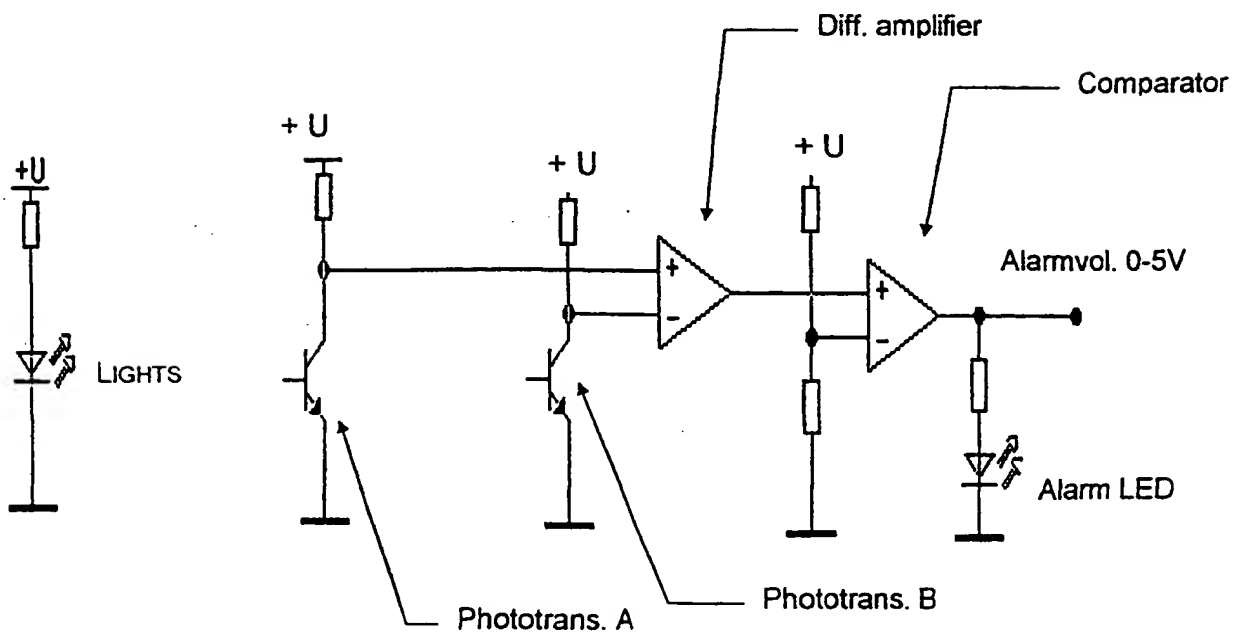 Diff. amplifier
Comparator
+ U
+ U
+ U
+U
+
-
+
-
Alarmvol. 0-5V
LIGHTS
Alarm LED
Phototrans. B
Phototrans. A